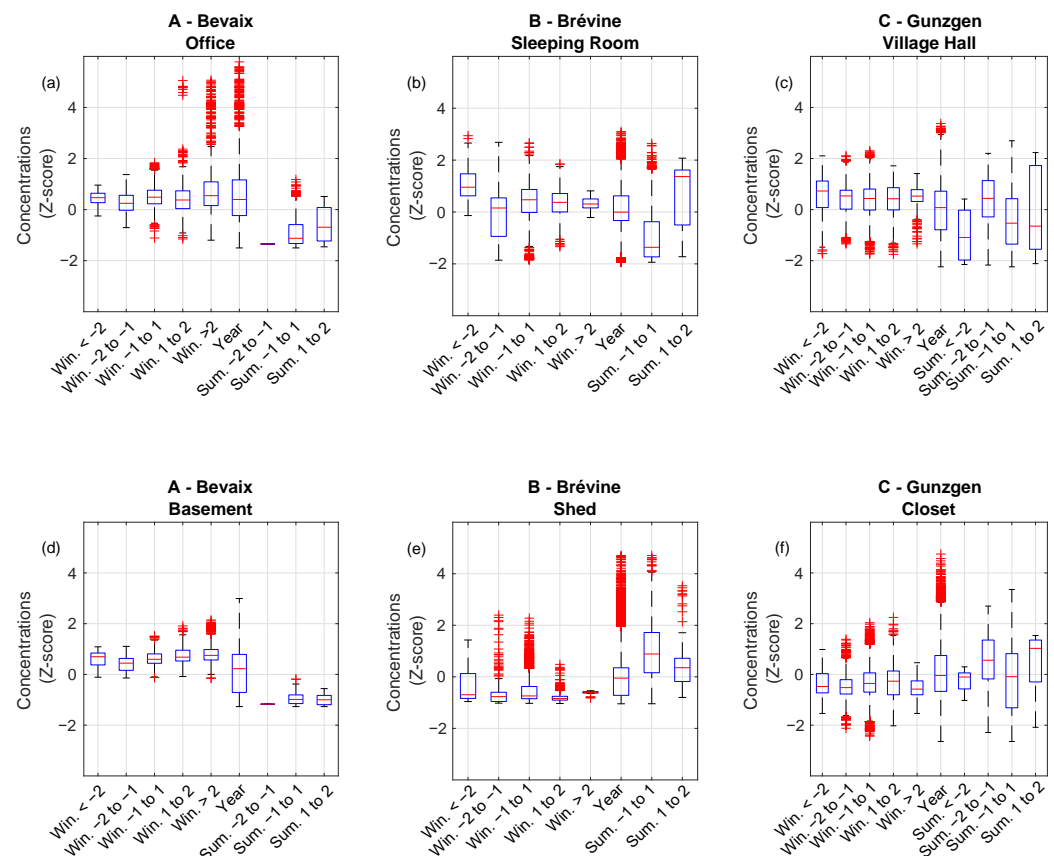 A - Bevaix
Office
B - Brévine
Sleeping Room
C - Gunzgen
Village Hall
(a)
(b)
(c)
Concentrations
(Z-score)
4
2
0
−2
Win. < −2
Win. −2 to −1
Win. −1 to 1
Win. 1 to 2
Win. >2
Year
Sum. −2 to −1
Sum. −1 to 1
Sum. 1 to 2
Concentrations
(Z-score)
4
2
0
−2
Win. < −2
Win. −2 to −1
Win. −1 to 1
Win. 1 to 2
Win. >2
Year
Sum. −1 to 1
Sum. 1 to 2
Concentrations
(Z-score)
4
2
0
−2
Win. < −2
Win. −2 to −1
Win. −1 to 1
Win. 1 to 2
Win. >2
Year
Sum. <−2
Sum. −2 to −1
Sum. −1 to 1
Sum. 1 to 2
A - Bevaix
Basement
B - Brévine
Shed
C - Gunzgen
Closet
(d)
(e)
(f)
Concentrations
(Z-score)
4
2
0
−2
Win. < −2
Win. −2 to −1
Win. −1 to 1
Win. 1 to 2
Win. > 2
Year
Sum. −2 to −1
Sum. −1 to 1
Sum. 1 to 2
Concentrations
(Z-score)
4
2
0
−2
Win. < −2
Win. −2 to −1
Win. −1 to 1
Win. 1 to 2
Win. >2
Year
Sum. −1 to 1
Sum. 1 to 2
Concentrations
(Z-score)
4
2
0
−2
Win. < −2
Win. −2 to −1
Win. −1 to 1
Win. 1 to 2
Win. >2
Year
Sum. <−2
Sum. −2 to −1
Sum. −1 to 1
Sum. 1 to 2